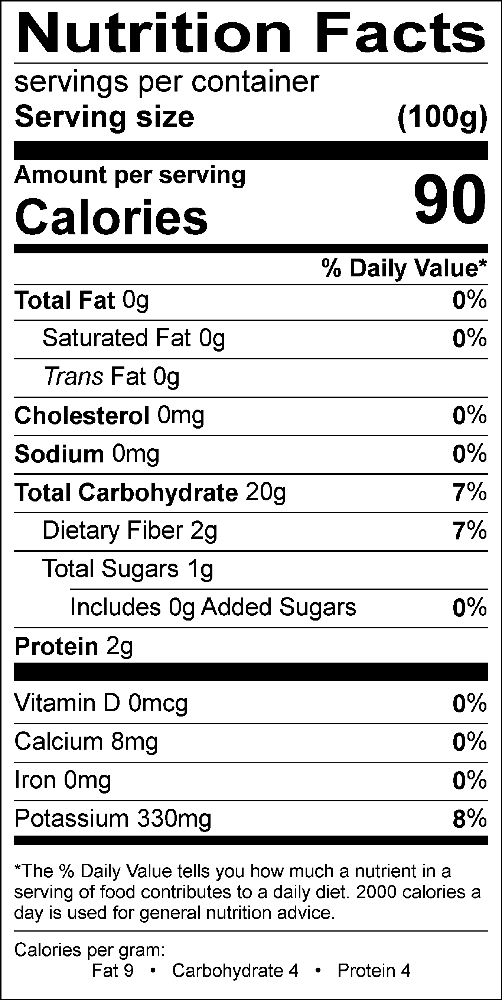 Nutrition Facts
servings per container
Serving size (100g)
Amount per serving
Calories 90
% Daily Value*
Total Fat 0g 0%
Saturated Fat 0g 0%
Trans Fat 0g
Cholesterol 0mg 0%
Sodium 0mg 0%
Total Carbohydrate 20g 7%
Dietary Fiber 2g 7%
Total Sugars 1g
Includes 0g Added Sugars 0%
Protein 2g
Vitamin D 0mcg 0%
Calcium 8mg 0%
Iron 0mg 0%
Potassium 330mg 8%
*The % Daily Value tells you how much a nutrient in a
serving of food contributes to a daily diet. 2000 calories a
day is used for general nutrition advice.
Calories per gram:
Fat 9 • Carbohydrate 4 • Protein 4